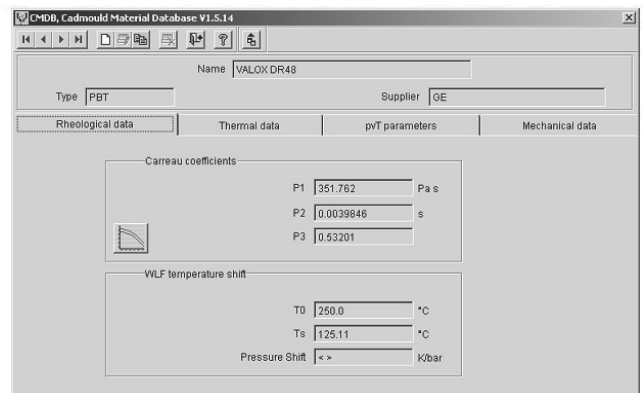 CMDB, Cadmould Material Database V1.5.14
Name VALOX DR48
Type PBT Supplier GE
Rheological data Thermal data pvT parameters Mechanical data
Carreau coefficients
P1 351.762 Pa s
P2 0.0039846 s
P3 0.53201
WLF temperature shift
T0 250.0 °C
Ts 125.11 °C
Pressure Shift < > K/bar